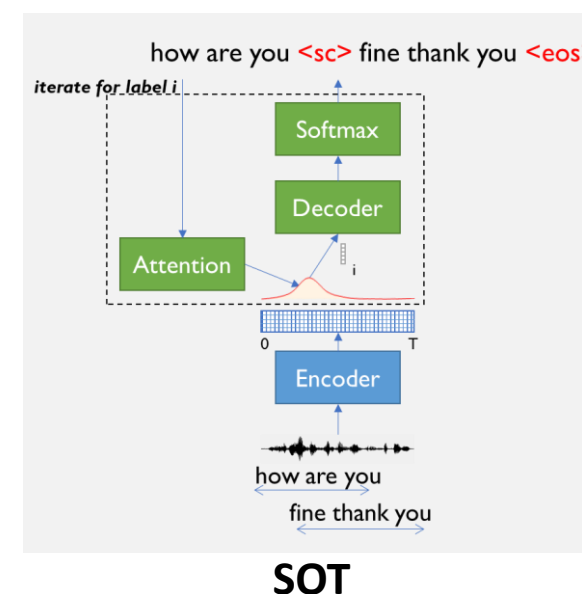 how are you <sc> fine thank you <eos
iterate for label i
Softmax
Decoder
i
Attention
0 T
Encoder
how are you
fine thank you
SOT